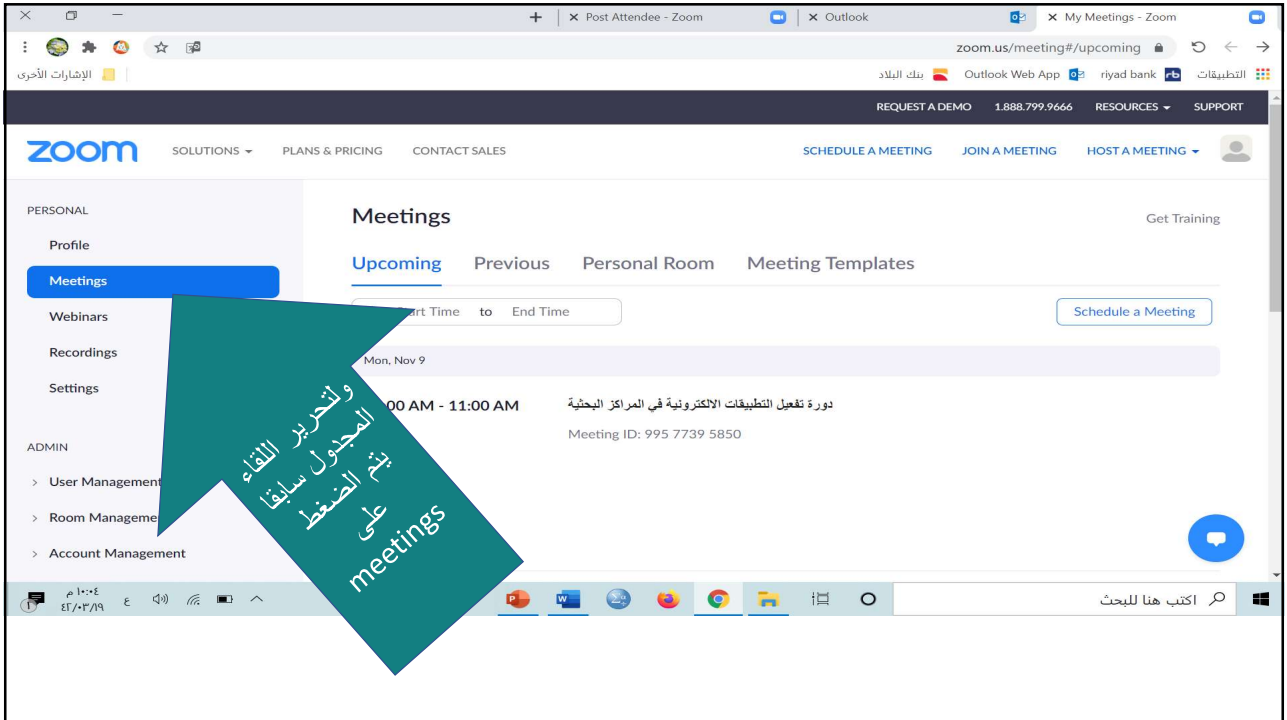 My Meetings - Zoom
Outlook
Post Attendee - Zoom
zoom.us/meeting#/upcoming
التطبيقات
riyad bank
Outlook Web App
بنك البلاد
الإشارات الأخرى
REQUEST A DEMO 1.888.799.9666 RESOURCES SUPPORT
zoom SOLUTIONS PLANS & PRICING CONTACT SALES SCHEDULE A MEETING JOIN A MEETING HOST A MEETING
PERSONAL
Profile
Meetings
Webinars
Recordings
Settings
ADMIN
User Management
Room Manageme
Account Management
Meetings
Get Training
Upcoming Previous Personal Room Meeting Templates
art Time to End Time
Schedule a Meeting
Mon, Nov 9
00 AM - 11:00 AM
دورة تفعيل التطبيقات الالكترونية في المراكز البحثية
Meeting ID: 995 7739 5850
ولتحرير اللقاء
المجدول سابقا
يتم الضغط
على
meetings
اكتب هنا للبحث
ع
١٠:٠٤ م
٤٢/٠٣/١٩